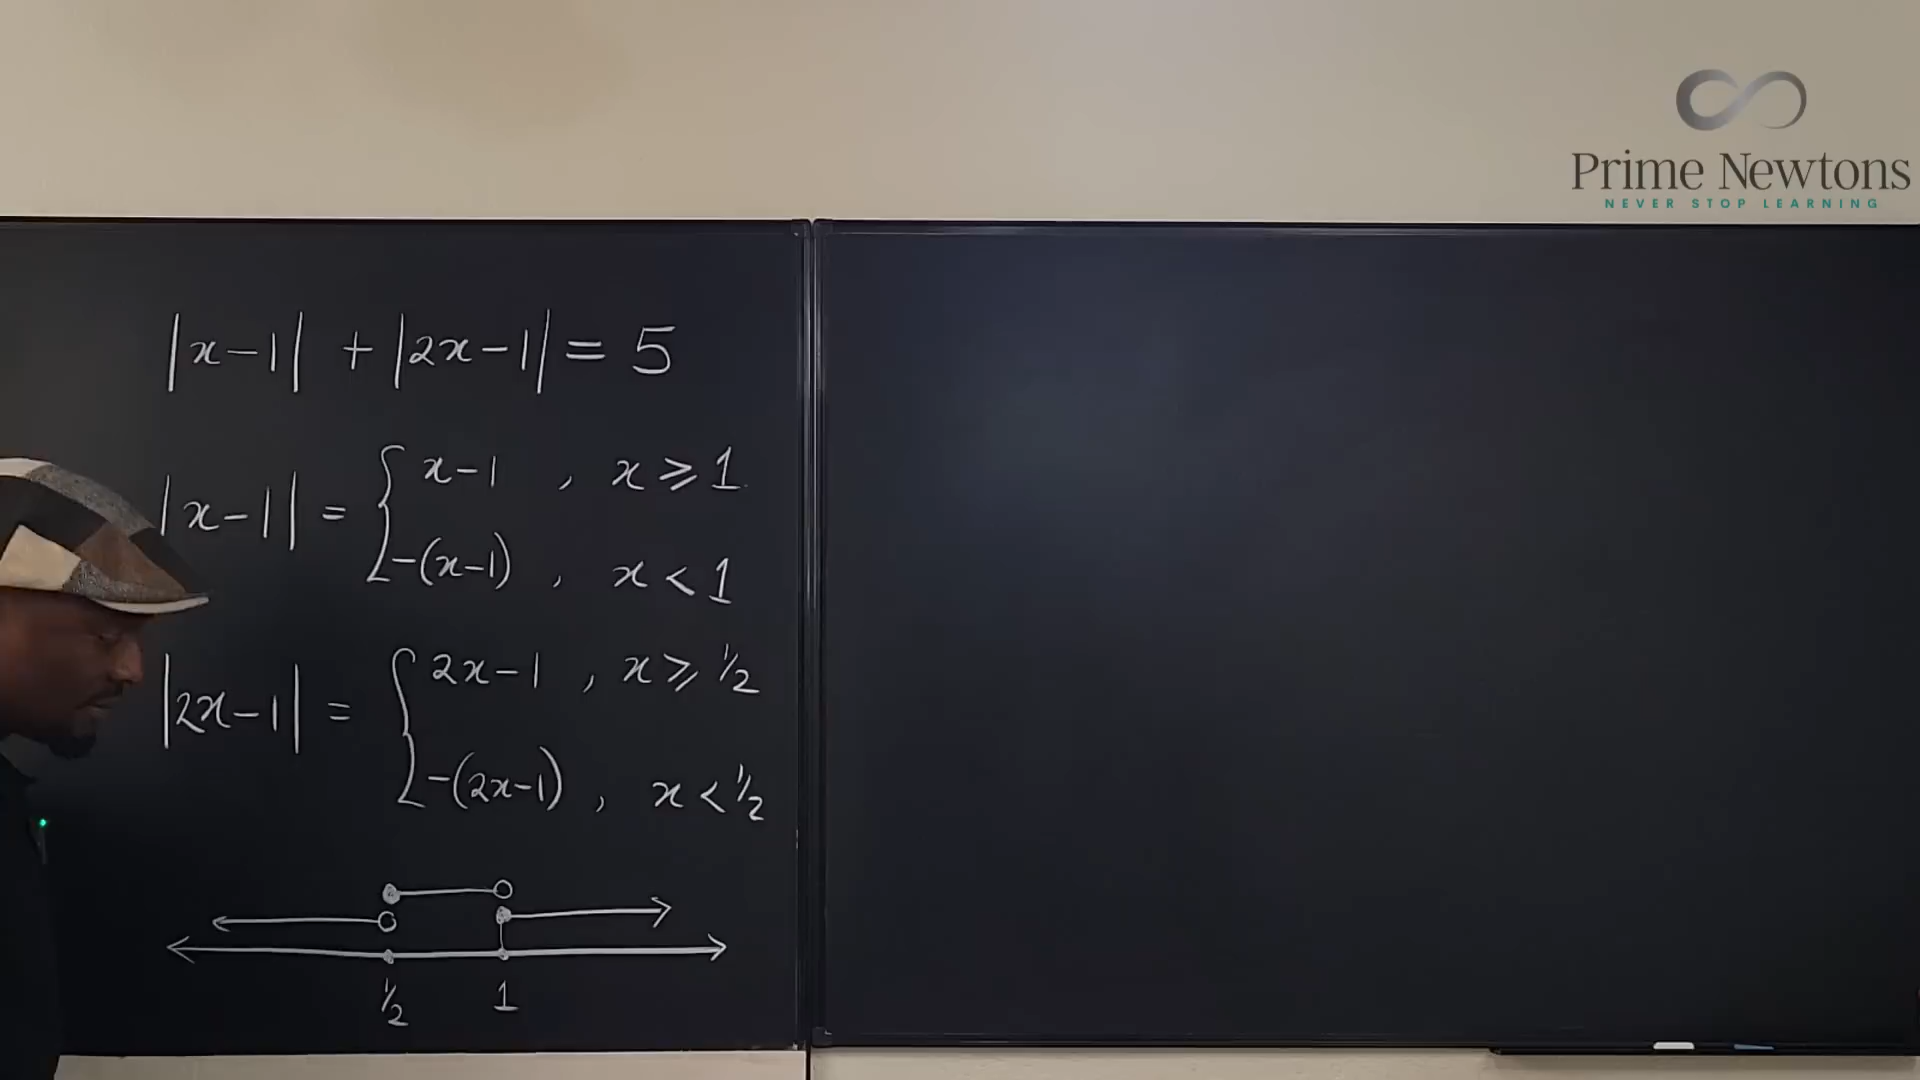 Prime Newtons
NEVER STOP LEARNING
|x-1| + |2x-1| = 5
|x-1| = { x-1 , x ⩾ 1
-(x-1) , x < 1
|2x-1| = { 2x-1 , x ⩾ 1/2
-(2x-1) , x < 1/2
1/2 1